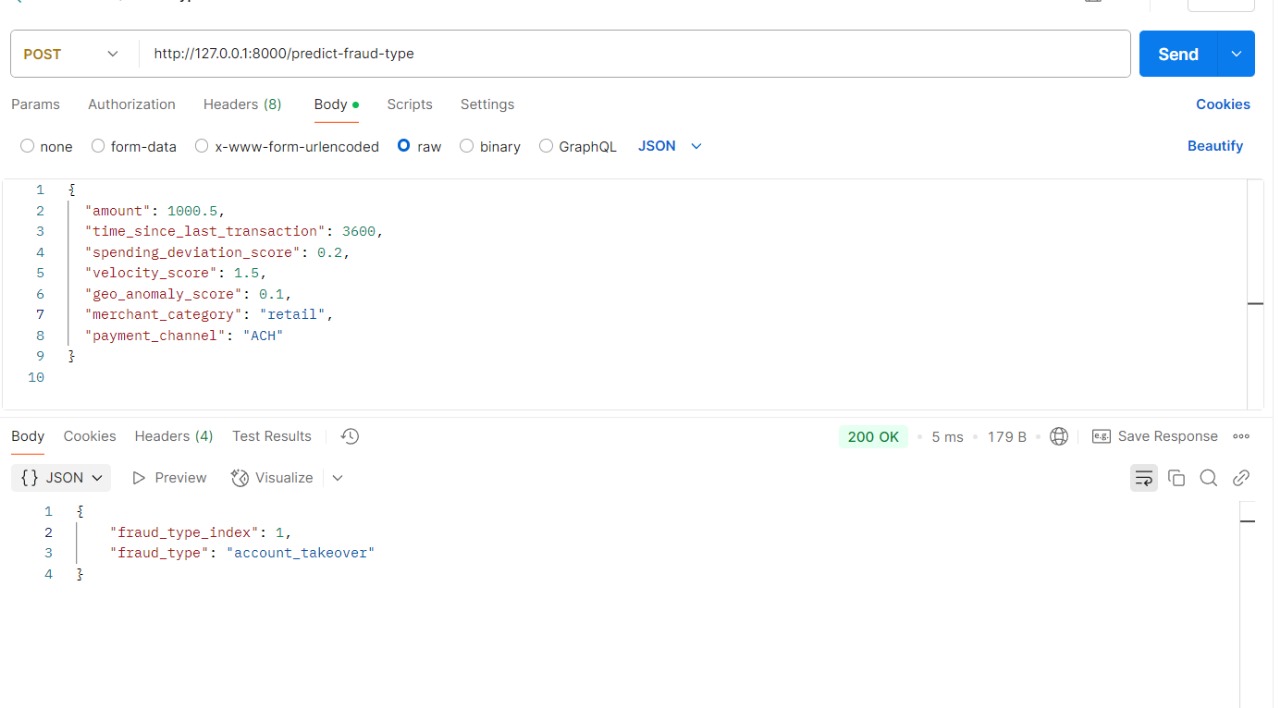 POST http://127.0.0.1:8000/predict-fraud-type Send
Params Authorization Headers (8) Body Scripts Settings Cookies
none form-data x-www-form-urlencoded raw binary GraphQL JSON Beautify
1 {
2 "amount": 1000.5,
3 "time_since_last_transaction": 3600,
4 "spending_deviation_score": 0.2,
5 "velocity_score": 1.5,
6 "geo_anomaly_score": 0.1,
7 "merchant_category": "retail",
8 "payment_channel": "ACH"
9 }
10
Body Cookies Headers (4) Test Results 200 OK • 5 ms • 179 B • e.g. Save Response
{} JSON Preview Visualize
1 {
2 "fraud_type_index": 1,
3 "fraud_type": "account_takeover"
4 }